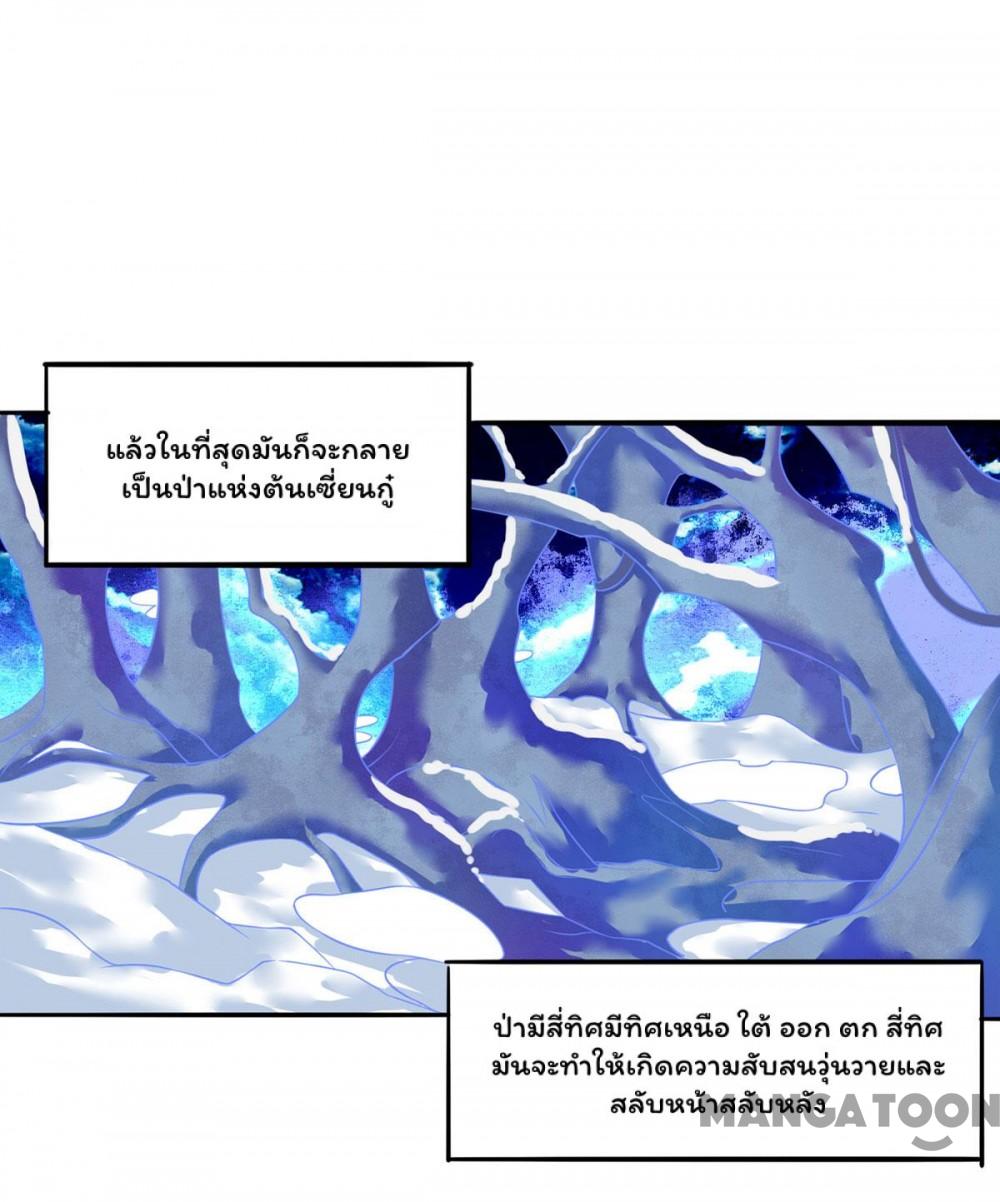 แล้วในที่สุดมันก็จะกลาย
เป็นป่าแห่งต้นเซี่ยนกู๋
ป่ามีสี่ทิศมีทิศเหนือ ใต้ ออก ตก สี่ทิศ
มันจะทำให้เกิดความสับสนวุ่นวายและ
สลับหน้าสลับหลัง
MANGATOON